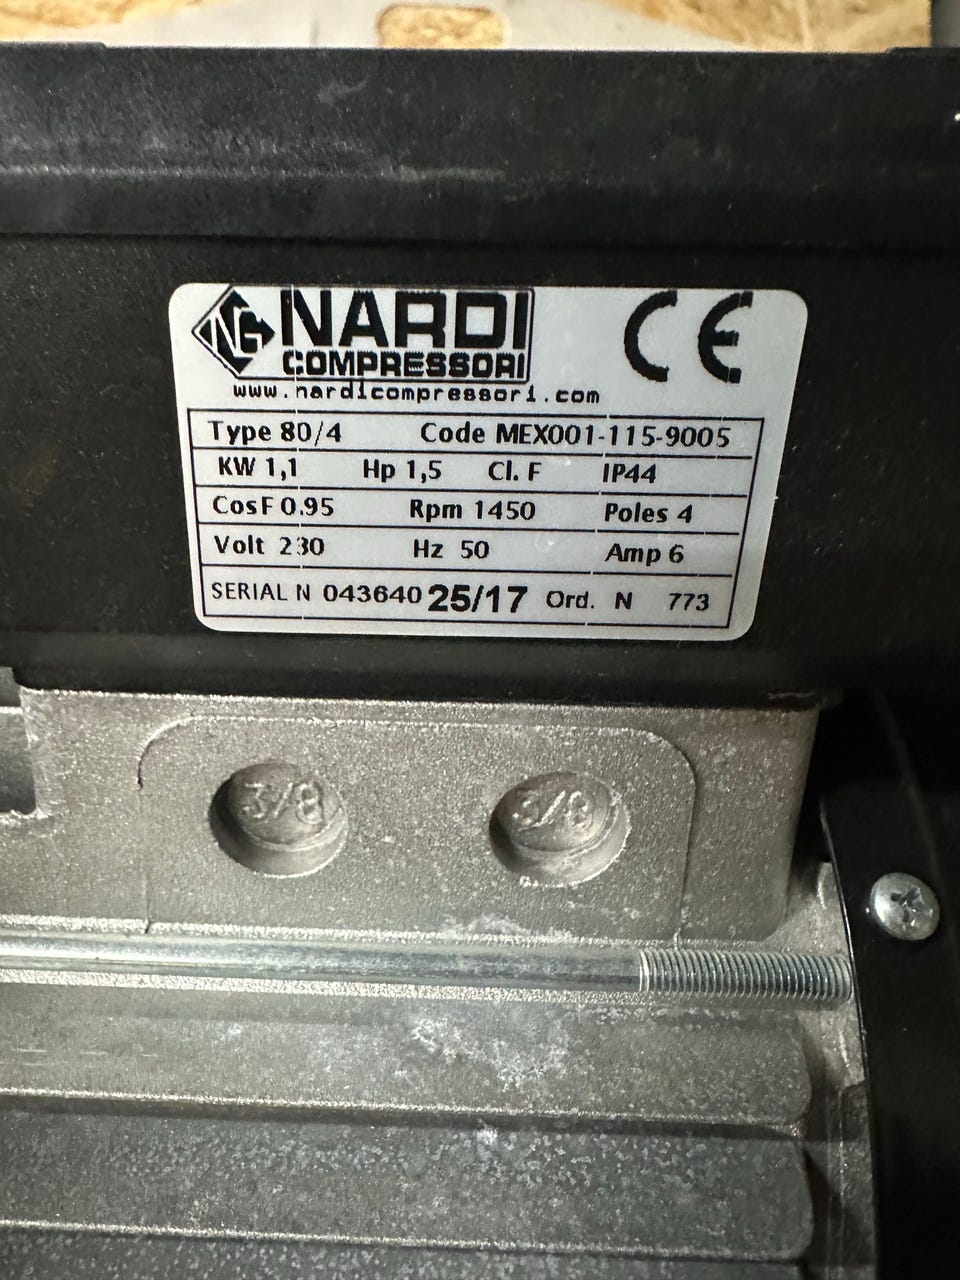 NG NARDI
COMPRESSORI
CE
www.nardicompressori.com
Type 80/4 Code MEX001-115-9005
KW 1,1 Hp 1,5 Cl. F IP44
CosF 0.95 Rpm 1450 Poles 4
Volt 230 Hz 50 Amp 6
SERIAL N 043640 25/17 Ord. N 773
3/8 3/8